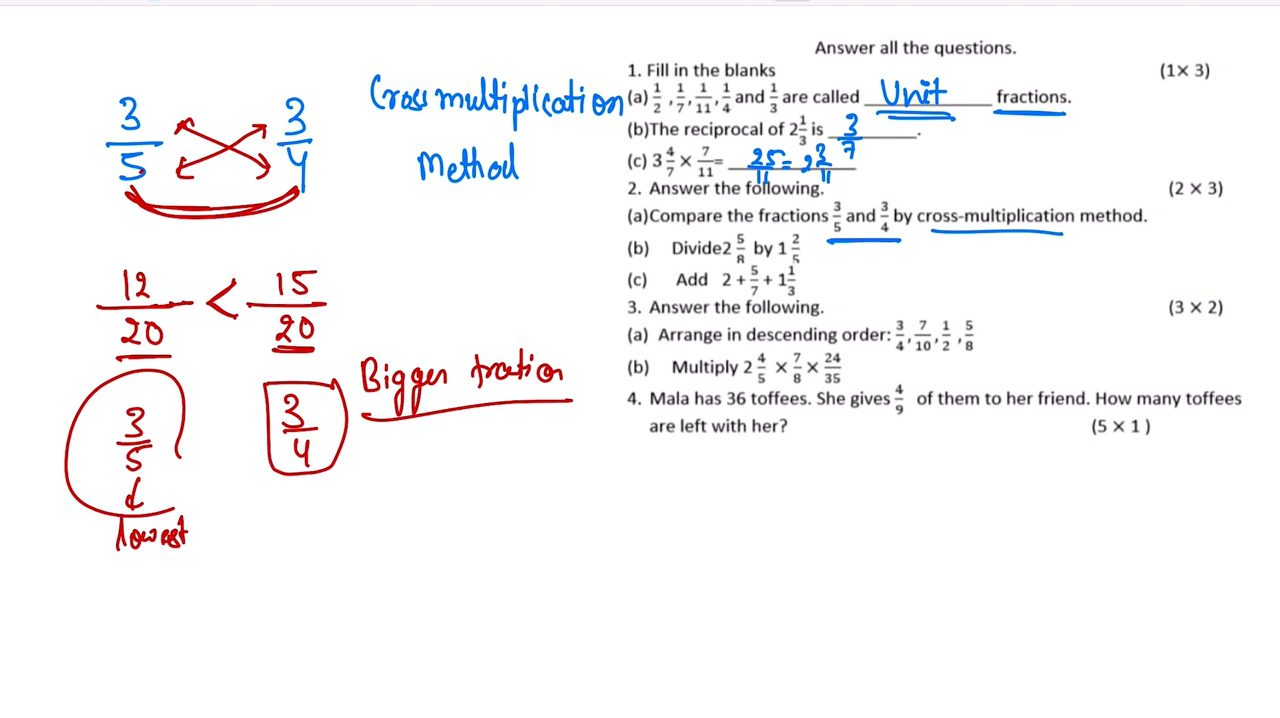 3/5 3/4
Cross multiplication
Method
12/20 < 15/20
3/5 3/4
Bigger fration
lowest
Answer all the questions.
1. Fill in the blanks (1× 3)
(a) 1/2 , 1/7, 1/11, 1/4 and 1/3 are called Unit fractions.
(b)The reciprocal of 2 1/3 is 3/7 .
(c) 3 4/7 × 7/11= 25/11 = 2 3/11
2. Answer the following. (2 × 3)
(a)Compare the fractions 3/5 and 3/4 by cross-multiplication method.
(b) Divide2 5/8 by 1 2/5
(c) Add 2 + 5/7 + 1 1/3
3. Answer the following. (3 × 2)
(a) Arrange in descending order: 3/4, 7/10, 1/2, 5/8
(b) Multiply 2 4/5 × 7/8 × 24/35
4. Mala has 36 toffees. She gives 4/9 of them to her friend. How many toffees
are left with her? (5 × 1 )